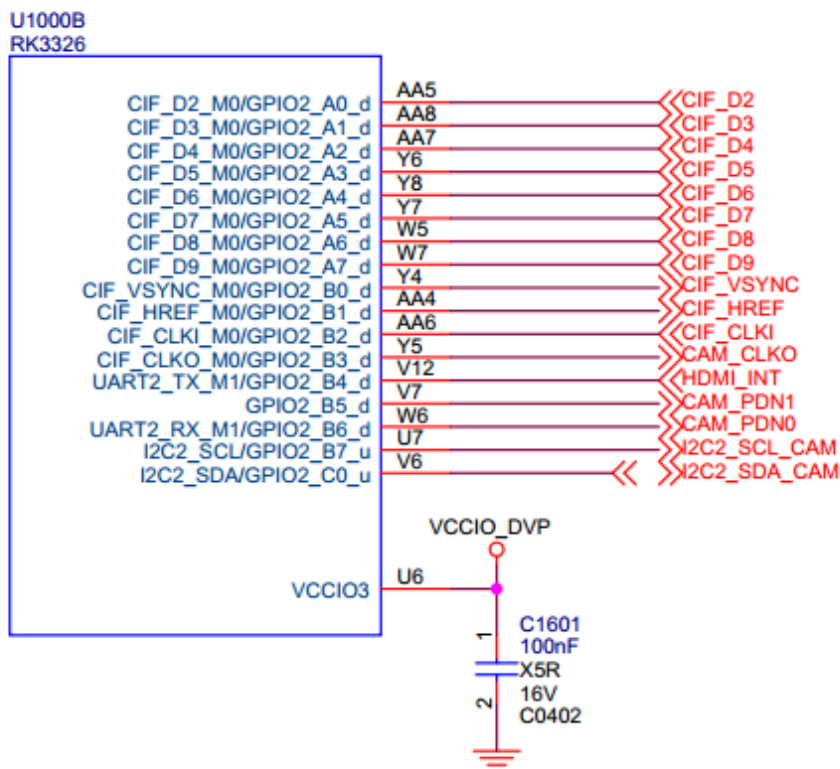 U1000B
RK3326
CIF_D2_M0/GPIO2_A0_d AA5 CIF_D2
CIF_D3_M0/GPIO2_A1_d AA8 CIF_D3
CIF_D4_M0/GPIO2_A2_d AA7 CIF_D4
CIF_D5_M0/GPIO2_A3_d Y6 CIF_D5
CIF_D6_M0/GPIO2_A4_d Y8 CIF_D6
CIF_D7_M0/GPIO2_A5_d Y7 CIF_D7
CIF_D8_M0/GPIO2_A6_d W5 CIF_D8
CIF_D9_M0/GPIO2_A7_d W7 CIF_D9
CIF_VSYNC_M0/GPIO2_B0_d Y4 CIF_VSYNC
CIF_HREF_M0/GPIO2_B1_d AA4 CIF_HREF
CIF_CLKI_M0/GPIO2_B2_d AA6 CIF_CLKI
CIF_CLKO_M0/GPIO2_B3_d Y5 CAM_CLKO
UART2_TX_M1/GPIO2_B4_d V12 HDMI_INT
GPIO2_B5_d V7 CAM_PDN1
UART2_RX_M1/GPIO2_B6_d W6 CAM_PDN0
I2C2_SCL/GPIO2_B7_u U7 I2C2_SCL_CAM
I2C2_SDA/GPIO2_C0_u V6 I2C2_SDA_CAM
VCCIO_DVP
VCCIO3 U6
1
C1601
100nF
X5R
16V
2
C0402